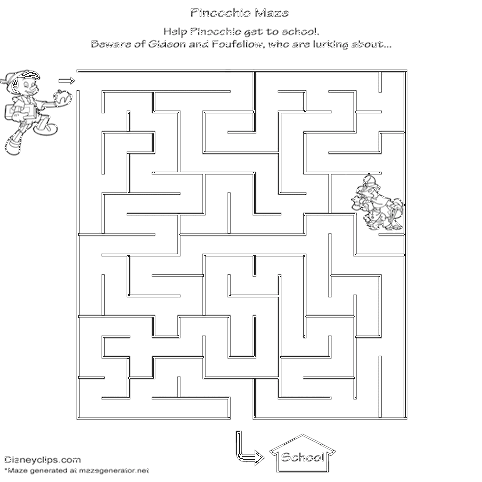 Pinocchio Maze
Help Pinocchio get to school.
Beware of Gideon and Foufellow, who are lurking about...
School
Disneyclips.com
*Maze generated at mazegenerator.net